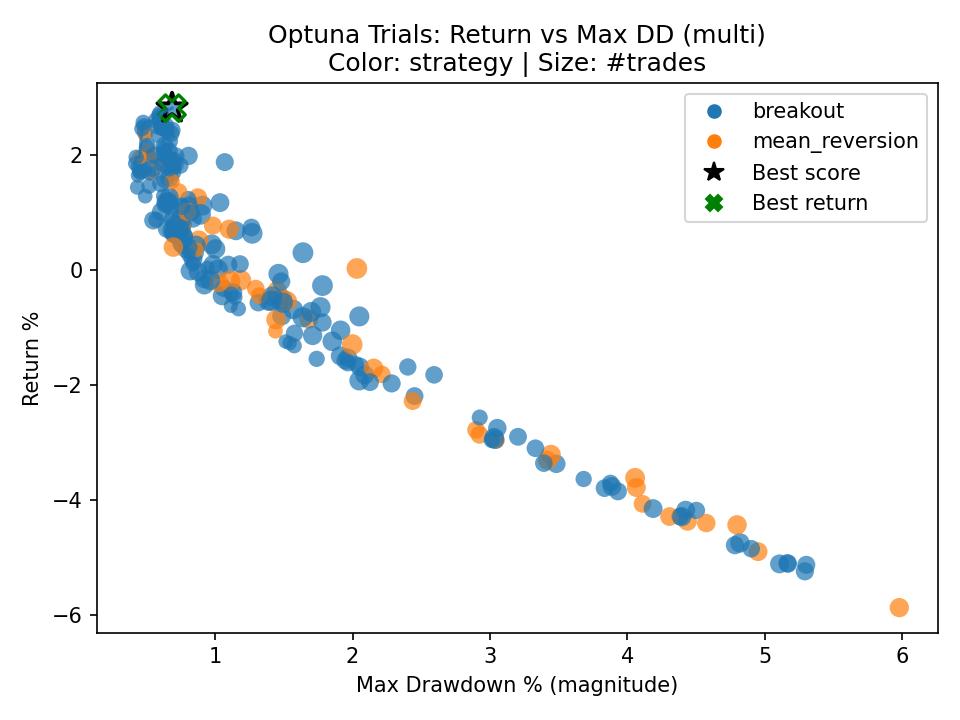 Optuna Trials: Return vs Max DD (multi)
Color: strategy | Size: #trades
breakout
mean_reversion
Best score
Best return
Return %
2
0
−2
−4
−6
1
2
3
4
5
6
Max Drawdown % (magnitude)